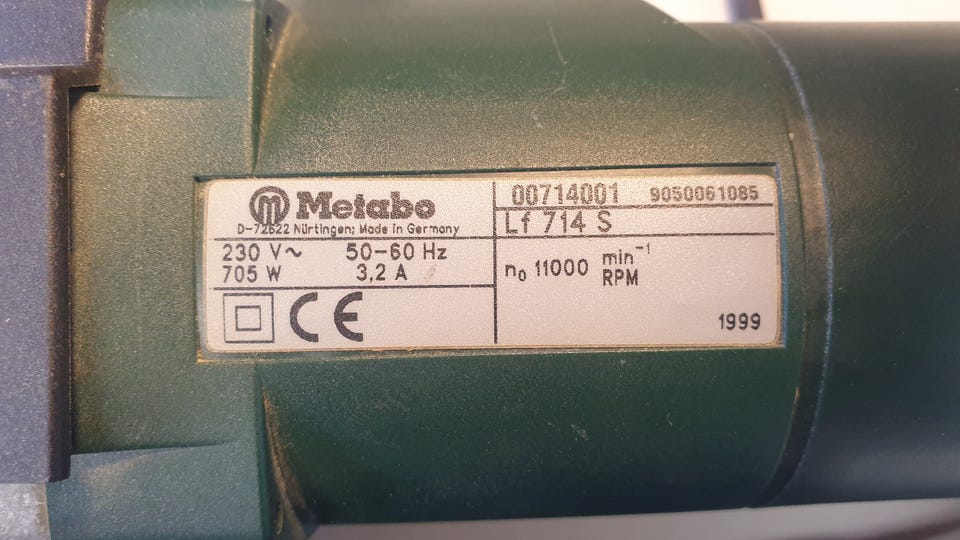 Metabo
D-72622 Nürtingen; Made in Germany
230 V~ 50-60 Hz
705 W 3,2 A
CE
00714001 9050061085
Lf 714 S
n₀ 11000 min⁻¹
RPM
1999